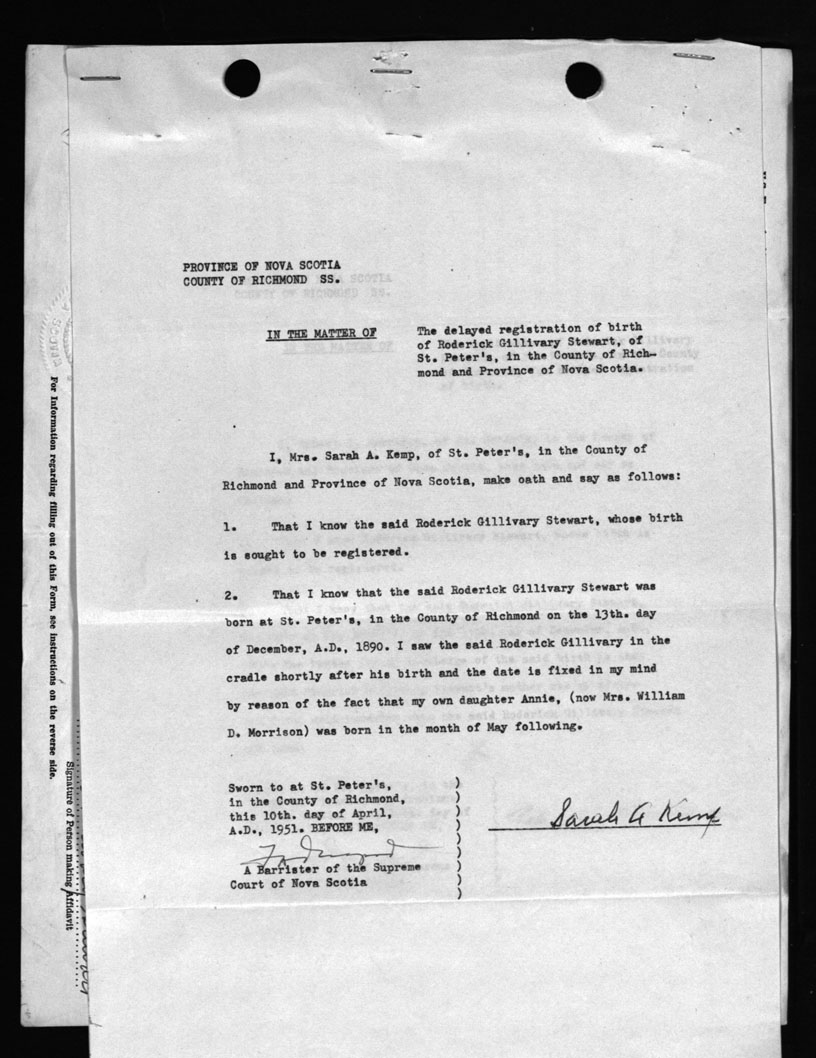 PROVINCE OF NOVA SCOTIA
COUNTY OF RICHMOND SS.
IN THE MATTER OF
The delayed registration of birth
of Roderick Gillivary Stewart, of
St. Peter's, in the County of Rich-
mond and Province of Nova Scotia.
I, Mrs. Sarah A. Kemp, of St. Peter's, in the County of
Richmond and Province of Nova Scotia, make oath and say as follows:
1. That I know the said Roderick Gillivary Stewart, whose birth
is sought to be registered.
2. That I know that the said Roderick Gillivary Stewart was
born at St. Peter's, in the County of Richmond on the 13th. day
of December, A.D., 1890. I saw the said Roderick Gillivary in the
cradle shortly after his birth and the date is fixed in my mind
by reason of the fact that my own daughter Annie, (now Mrs. William
D. Morrison) was born in the month of May following.
Sworn to at St. Peter's,
in the County of Richmond,
this 10th. day of April,
A.D., 1951. BEFORE ME,
A Barrister of the Supreme
Court of Nova Scotia
Sarah A Kemp
For Information regarding filling out of this Form, see instructions on the reverse side.
Signature of Person making Affidavit